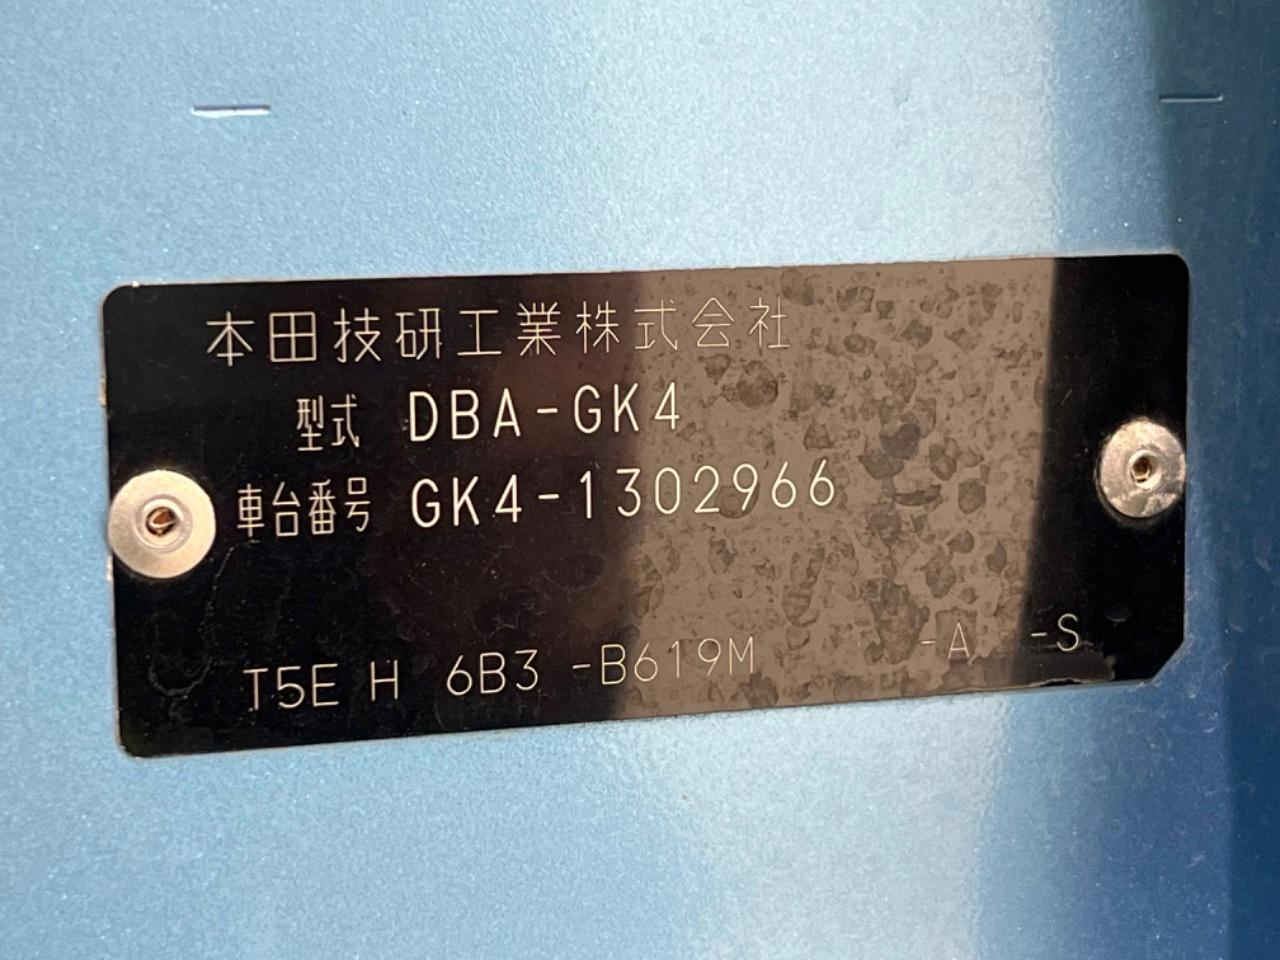 本田技研工業株式会社
型式 DBA-GK4
車台番号 GK4-1302966
T5E H 6B3 -B619M -A -S